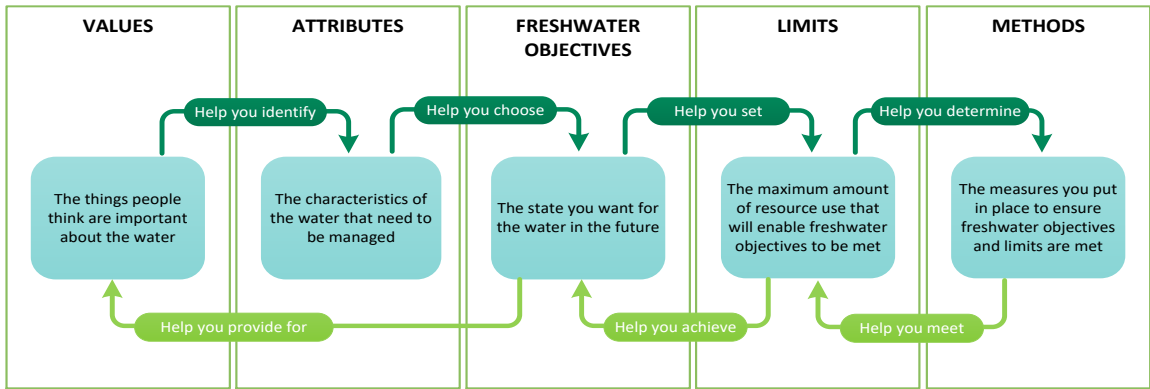 VALUES
ATTRIBUTES
FRESHWATER
OBJECTIVES
LIMITS
METHODS
Help you identify
Help you choose
Help you set
Help you determine
The things people
think are important
about the water
The characteristics of
the water that need to
be managed
The state you want for
the water in the future
The maximum amount
of resource use that
will enable freshwater
objectives to be met
The measures you put
in place to ensure
freshwater objectives
and limits are met
Help you provide for
Help you achieve
Help you meet